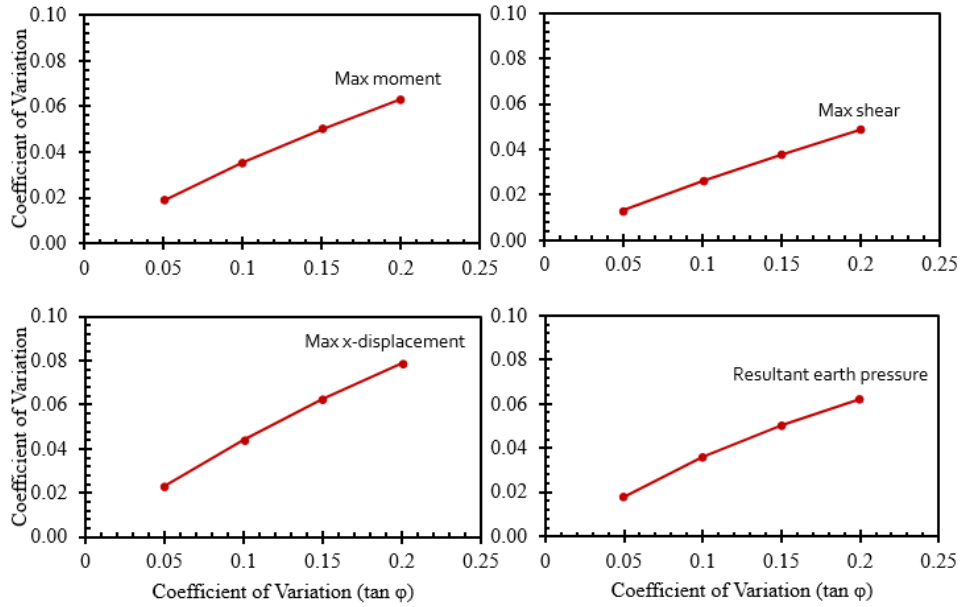 0.10
0.08
0.06
0.04
0.02
0.00
Coefficient of Variation
Max moment
0 0.05 0.1 0.15 0.2 0.25
0.10
0.08
0.06
0.04
0.02
0.00
Max shear
0 0.05 0.10 0.15 0.2 0.25
0.10
0.08
0.06
0.04
0.02
0.00
Coefficient of Variation
Max x-displacement
0 0.05 0.1 0.15 0.2 0.25
Coefficient of Variation (tan φ)
0.10
0.08
0.06
0.04
0.02
0.00
Resultant earth pressure
0 0.05 0.1 0.15 0.2 0.25
Coefficient of Variation (tan φ)